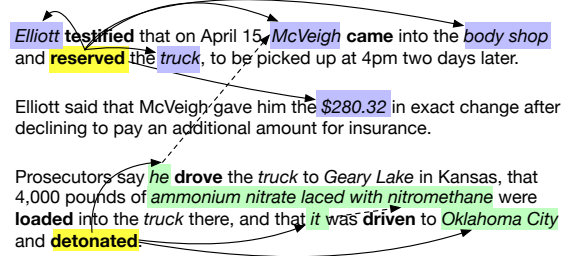 Elliott testified that on April 15, McVeigh came into the body shop
and reserved the truck, to be picked up at 4pm two days later.
Elliott said that McVeigh gave him the $280.32 in exact change after
declining to pay an additional amount for insurance.
Prosecutors say he drove the truck to Geary Lake in Kansas, that
4,000 pounds of ammonium nitrate laced with nitromethane were
loaded into the truck there, and that it was driven to Oklahoma City
and detonated.